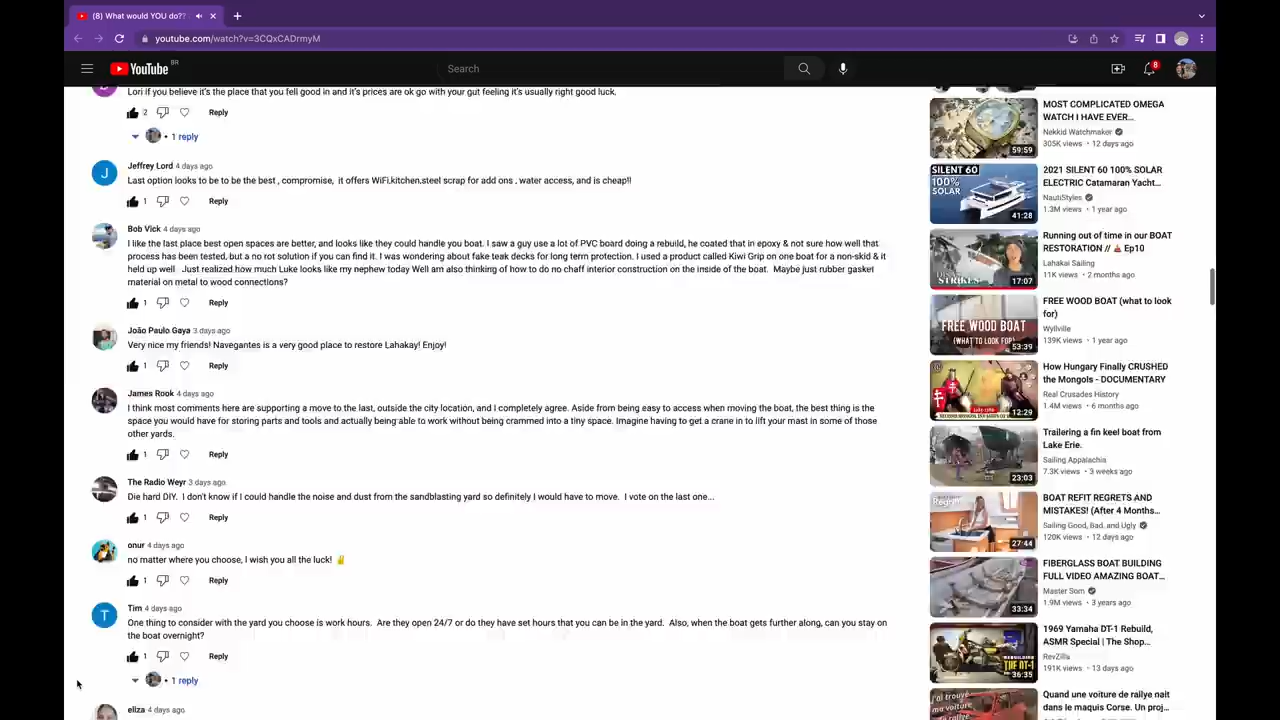 (8) What would YOU do??
youtube.com/watch?v=3CQxCADrmyM
YouTube BR
Search
8
Lori if you believe it's the place that you fell good in and it's prices are ok go with your gut feeling it's usually right good luck.
2 Reply
1 reply
J
Jeffrey Lord 4 days ago
Last option looks to be to be the best , compromise, it offers WiFi,kitchen,steel scrap for add ons , water access, and is cheap!!
1 Reply
Bob Vick 4 days ago
I like the last place best open spaces are better, and looks like they could handle you boat. I saw a guy use a lot of PVC board doing a rebuild, he coated that in epoxy & not sure how well that
process has been tested, but a no rot solution if you can find it. I was wondering about fake teak decks for long term protection. I used a product called Kiwi Grip on one boat for a non-skid & it
held up well Just realized how much Luke looks like my nephew today Well am also thinking of how to do no chaff interior construction on the inside of the boat. Maybe just rubber gasket
material on metal to wood connections?
1 Reply
João Paulo Gaya 3 days ago
Very nice my friends! Navegantes is a very good place to restore Lahakay! Enjoy!
Reply
James Rook 4 days ago
I think most comments here are supporting a move to the last, outside the city location, and I completely agree. Aside from being easy to access when moving the boat, the best thing is the
space you would have for storing parts and tools and actually being able to work without being crammed into a tiny space. Imagine having to get a crane in to lift your mast in some of those
other yards.
1 Reply
The Radio Weyr 3 days ago
Die hard DIY. I don't know if I could handle the noise and dust from the sandblasting yard so definitely I would have to move. I vote on the last one...
1 Reply
onur 4 days ago
no matter where you choose, I wish you all the luck! ✌
1 Reply
T
Tim 4 days ago
One thing to consider with the yard you choose is work hours. Are they open 24/7 or do they have set hours that you can be in the yard. Also, when the boat gets further along, can you stay on
the boat overnight?
1 Reply
1 reply
eliza 4 days ago
59:59
MOST COMPLICATED OMEGA
WATCH I HAVE EVER...
Nekkid Watchmaker
305K views • 12 days ago
SILENT 60
100%
SOLAR
41:28
2021 SILENT 60 100% SOLAR
ELECTRIC Catamaran Yacht...
NautiStyles
1.3M views • 1 year ago
STRIKES
17:07
Running out of time in our BOAT
RESTORATION // ⛵ Ep10
Lahakai Sailing
11K views • 2 months ago
FREE WOOD BOAT
(WHAT TO LOOK FOR)
53:39
FREE WOOD BOAT (what to look
for)
Wyllville
139K views • 1 year ago
12:29
How Hungary Finally CRUSHED
the Mongols - DOCUMENTARY
Real Crusades History
1.4M views • 6 months ago
23:03
Trailering a fin keel boat from
Lake Erie.
Sailing Appalachia
7.3K views • 3 weeks ago
27:44
BOAT REFIT REGRETS AND
MISTAKES! (After 4 Months...
Sailing Good, Bad, and Ugly
120K views • 12 days ago
33:34
FIBERGLASS BOAT BUILDING
FULL VIDEO AMAZING BOAT...
Master Som
1.9M views • 3 years ago
THE DT-1
36:35
1969 Yamaha DT-1 Rebuild,
ASMR Special | The Shop...
RevZilla
191K views • 13 days ago
J'ai trouvé
ma voiture
de rallye
Quand une voiture de rallye nait
dans le maquis Corse. Un proj...